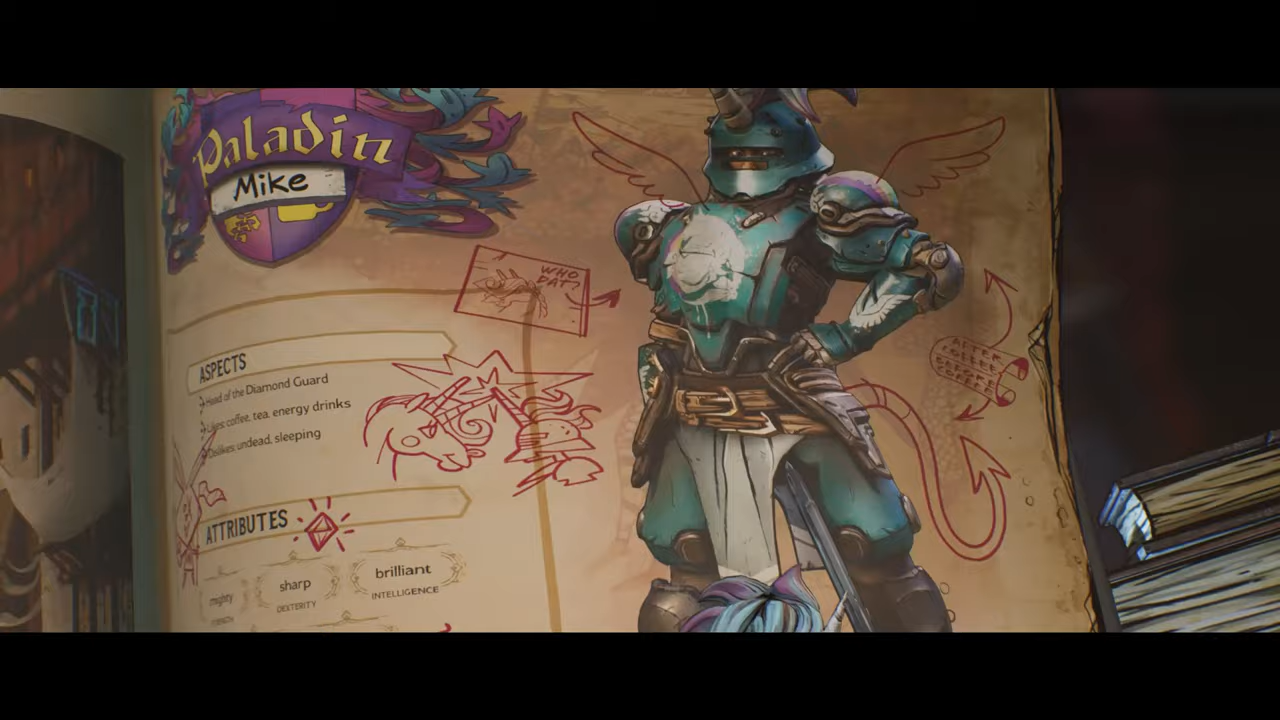 Paladin
Mike
WHO
DAT?
ASPECTS
Head of the Diamond Guard
Likes: coffee, tea, energy drinks
Dislikes: undead, sleeping
AFTER
COFFEE
BEFORE
COFFEE
ATTRIBUTES
mighty
sharp
brilliant
DEXTERITY
INTELLIGENCE